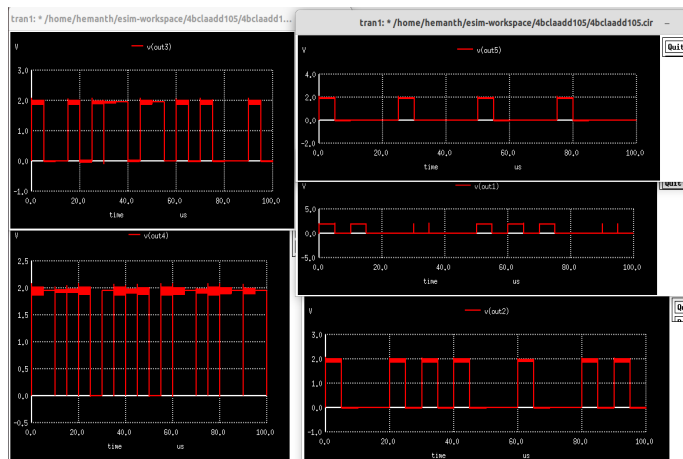 tran1: * /home/hemanth/esim-workspace/4bclaadd105/4bclaadd1...
V
v(out3)
3.0
2.0
1.0
0.0
-1.0
0.0 20.0 40.0 60.0 80.0 100.0
time us
v(out4)
V
2.5
2.0
1.5
1.0
0.5
0.0
-0.5
0.0 20.0 40.0 60.0 80.0 100.0
time us
tran1: * /home/hemanth/esim-workspace/4bclaadd105/4bclaadd105.cir
Quit
V
v(out5)
4.0
2.0
0.0
-2.0
0.0 20.0 40.0 60.0 80.0 100.0
time us
Quit
V
v(out1)
5.0
0.0
-5.0
0.0 20.0 40.0 60.0 80.0 100.0
time us
V
v(out2)
3.0
2.0
1.0
0.0
-1.0
0.0 20.0 40.0 60.0 80.0 100.0
time us